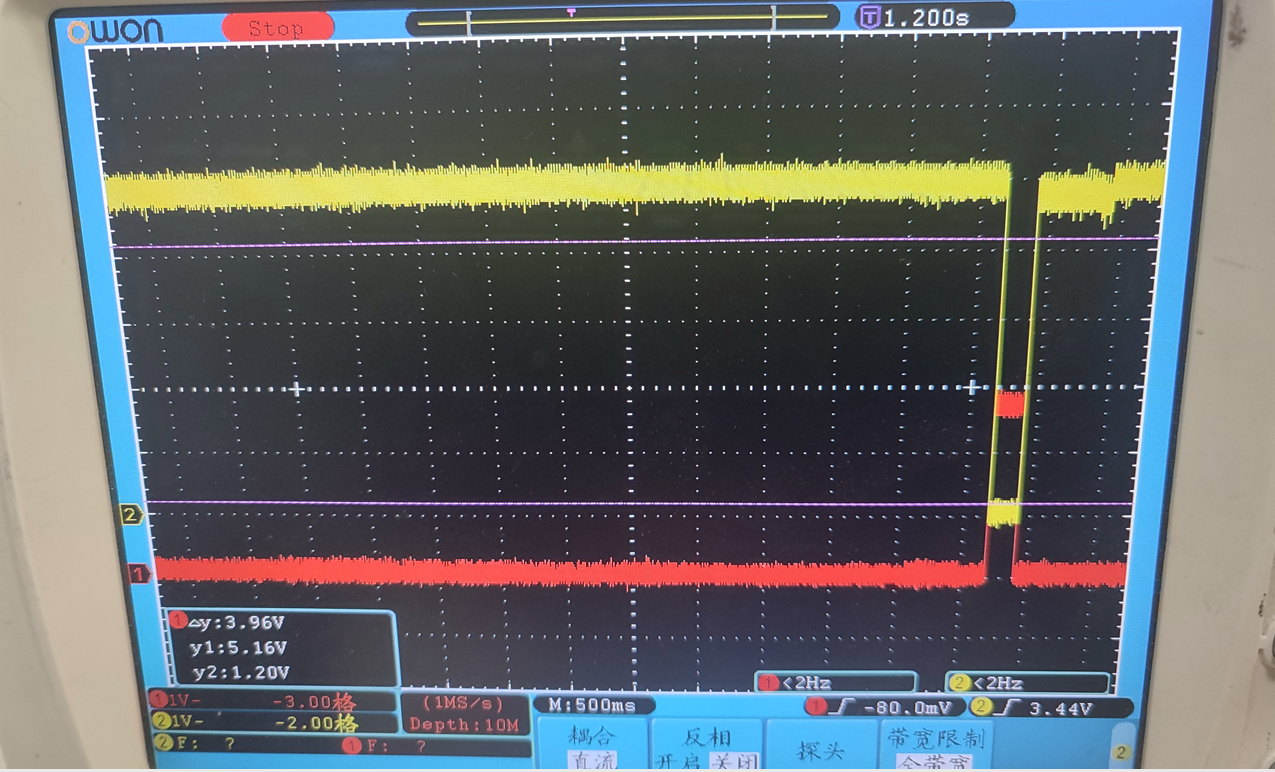 OWON Stop T 1.200s
2
1
1 △y:3.96V
y1:5.16V
y2:1.20V
1 <2Hz 2 <2Hz
1 1V- -3.00格 (1MS/s) M:500ms 1 -80.0mV 2 3.44V
2 1V- -2.00格 Depth:10M
2 F: ? 1 F: ?
耦合 反相 探头 带宽限制
直流 开启 关闭 全带宽 2